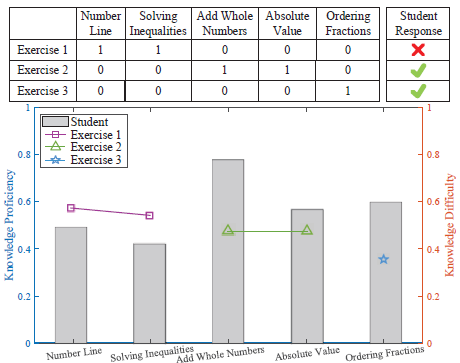 Number Line Solving Inequalities Add Whole Numbers Absolute Value Ordering Fractions Student Response
Exercise 1 1 1 0 0 0
Exercise 2 0 0 1 1 0
Exercise 3 0 0 0 0 1
Student
Exercise 1
Exercise 2
Exercise 3
Knowledge Proficiency
1
0.8
0.6
0.4
0.2
0
Knowledge Difficulty
1
0.8
0.6
0.4
0.2
0
Number Line Solving Inequalities Add Whole Numbers Absolute Value Ordering Fractions